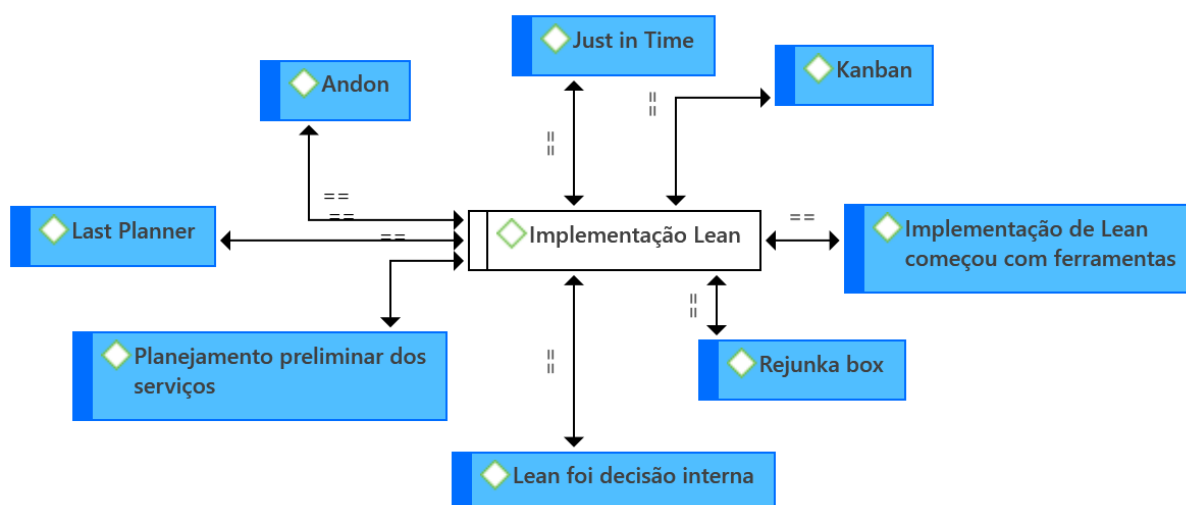 Just in Time
Kanban
Andon
==
==
==
==
Last Planner
==
Implementação Lean
==
Implementação de Lean
começou com ferramentas
==
Planejamento preliminar dos
serviços
==
Rejunka box
Lean foi decisão interna